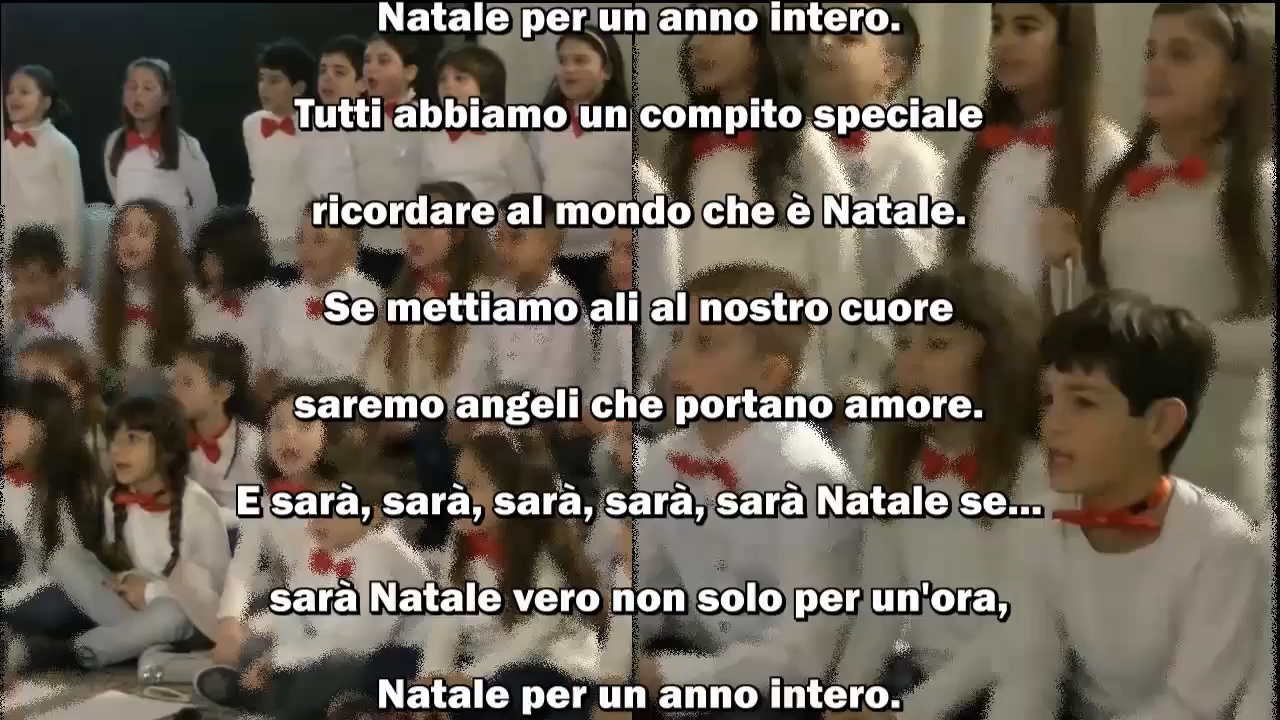 Natale per un anno intero.
Tutti abbiamo un compito speciale
ricordare al mondo che è Natale.
Se mettiamo ali al nostro cuore
saremo angeli che portano amore.
E sarà, sarà, sarà, sarà, sarà Natale se...
sarà Natale vero non solo per un'ora,
Natale per un anno intero.